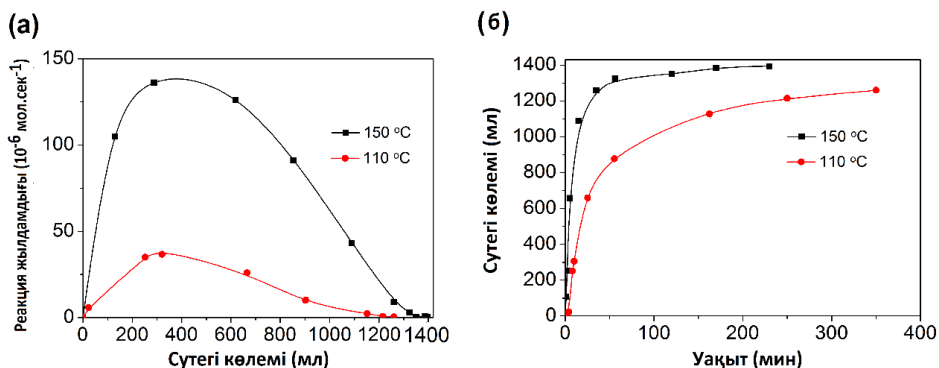 (а)
Реакция жылдамдығы (10⁻⁶ мол.сек⁻¹)
150
100
50
0
0 200 400 600 800 1000 1200 1400
Сутегі көлемі (мл)
150 °C
110 °C
(б)
Сутегі көлемі (мл)
1400
1200
1000
800
600
400
200
0
0 100 200 300 400
Уақыт (мин)
150 °C
110 °C